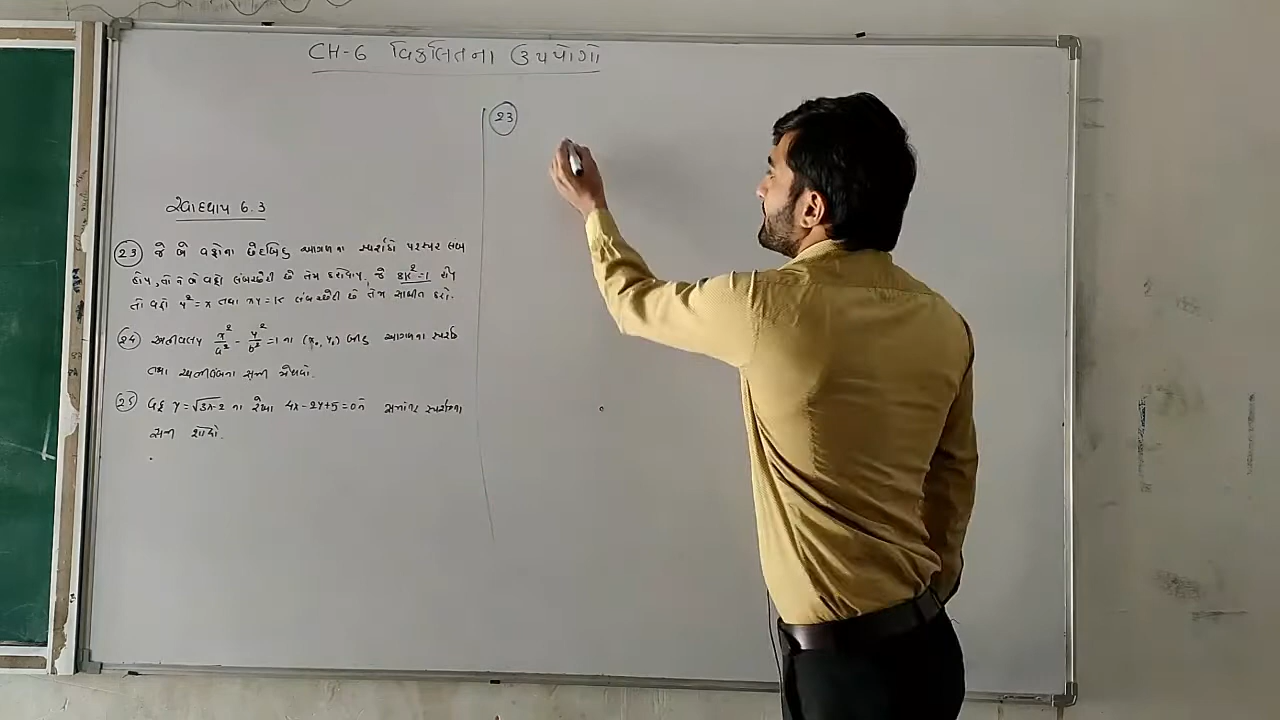 CH-6 વિકલિતના ઉપયોગો
સ્વાધ્યાય 6.3
(23) જો બે વક્રોના છેદબિંદુ આગળના સ્પર્શકો પરસ્પર લંબ
હોય, તો તે બે વક્રો લંબચ્છેદી છે તેમ કહેવાય, જો 8k²=1 હોય
તો વક્રો y²=x તથા xy=k લંબચ્છેદી છે તેમ સાબિત કરો.
(24) અતિવલય x²/a² - y²/b² =1 ના (x₀, y₀) બિંદુ આગળના સ્પર્શક
તથા અભિલંબના સમી. મેળવો.
(25) વક્ર y=√3x-2 ના રેખા 4x-2y+5=0ને સમાંતર સ્પર્શકના
સમી. શોધો.
(23)